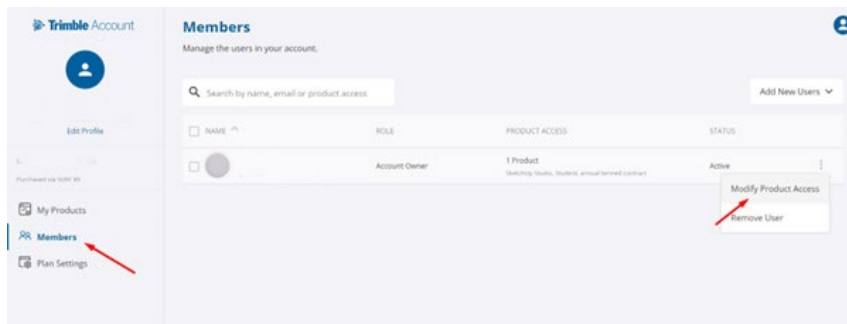 Trimble Account
Edit Profile
Purchased via SURF BV
My Products
Members
Plan Settings
Members
Manage the users in your account.
Search by name, email or product access
Add New Users
NAME ROLE PRODUCT ACCESS STATUS
Account Owner 1 Product Active
SketchUp Studio, Student, annual termed contract
Modify Product Access
Remove User